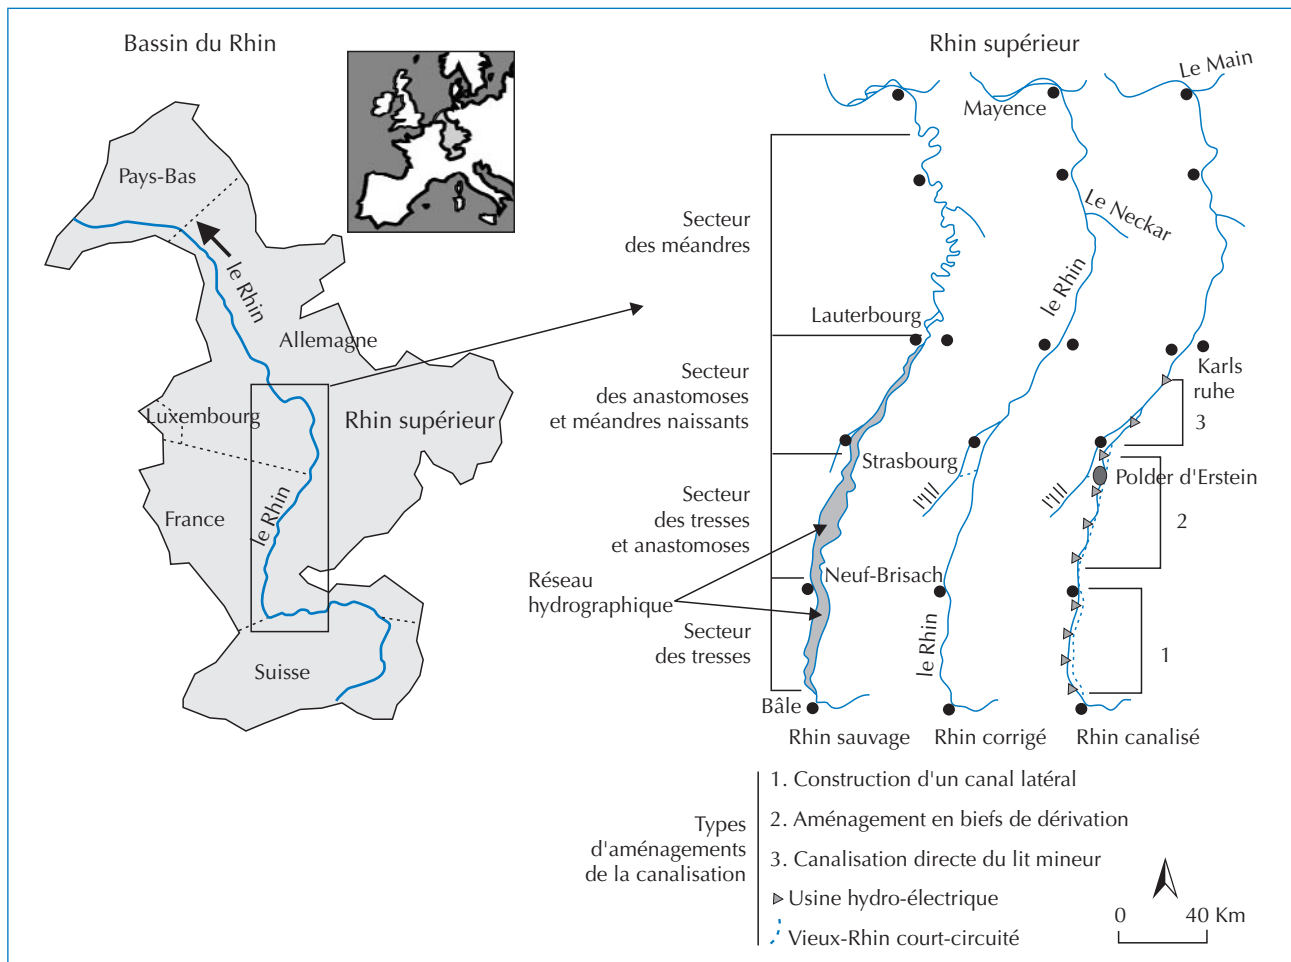 Bassin du Rhin
Pays-Bas
le Rhin
Allemagne
Luxembourg
Rhin supérieur
France
le Rhin
Suisse
Rhin supérieur
Le Main
Mayence
Secteur
des méandres
Le Neckar
le Rhin
Lauterbourg
Karls
ruhe
Secteur
des anastomoses
et méandres naissants
3
Strasbourg
Polder d'Erstein
l'Ill
l'Ill
Secteur
des tresses
et anastomoses
2
Réseau
hydrographique
Neuf-Brisach
Secteur
des tresses
le Rhin
1
Bâle
Rhin sauvage
Rhin corrigé
Rhin canalisé
Types
d'aménagements
de la canalisation
1. Construction d'un canal latéral
2. Aménagement en biefs de dérivation
3. Canalisation directe du lit mineur
Usine hydro-électrique
Vieux-Rhin court-circuité
0 40 Km